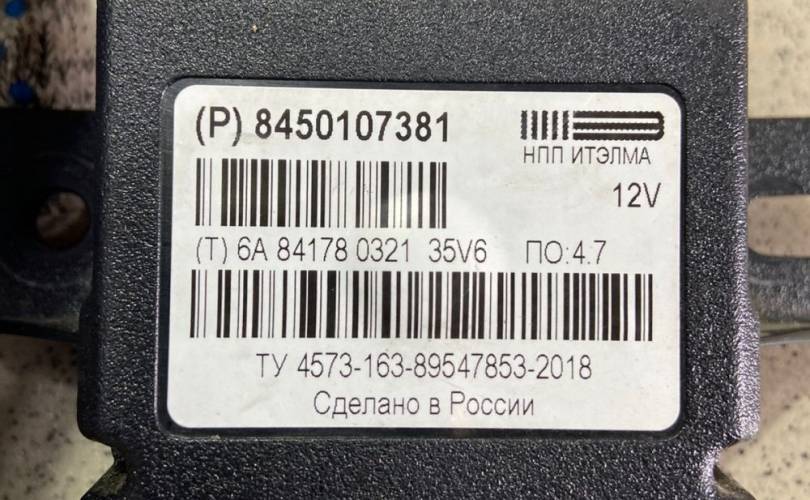 (P) 8450107381
НПП ИТЭЛМА
12V
(T) 6A 84178 0321 35V6 ПО:4.7
ТУ 4573-163-89547853-2018
Сделано в России